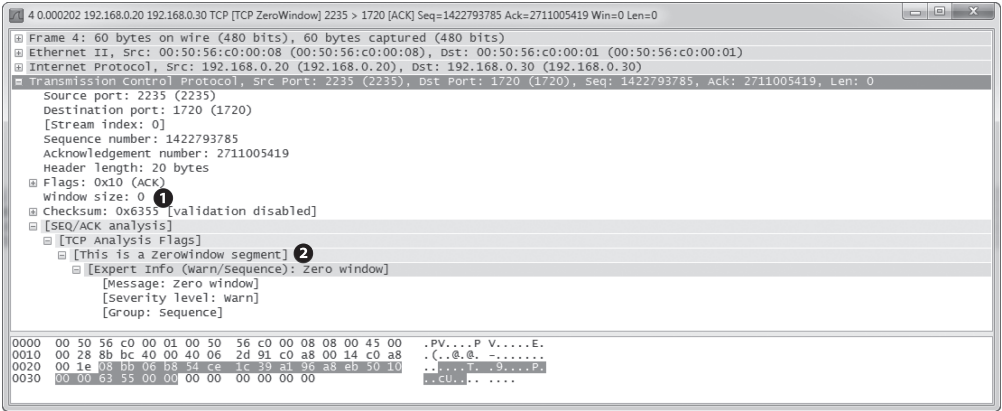 4 0.000202 192.168.0.20 192.168.0.30 TCP [TCP ZeroWindow] 2235 > 1720 [ACK] Seq=1422793785 Ack=2711005419 Win=0 Len=0
Frame 4: 60 bytes on wire (480 bits), 60 bytes captured (480 bits)
Ethernet II, Src: 00:50:56:c0:00:08 (00:50:56:c0:00:08), Dst: 00:50:56:c0:00:01 (00:50:56:c0:00:01)
Internet Protocol, Src: 192.168.0.20 (192.168.0.20), Dst: 192.168.0.30 (192.168.0.30)
Transmission Control Protocol, Src Port: 2235 (2235), Dst Port: 1720 (1720), Seq: 1422793785, Ack: 2711005419, Len: 0
Source port: 2235 (2235)
Destination port: 1720 (1720)
[Stream index: 0]
Sequence number: 1422793785
Acknowledgement number: 2711005419
Header length: 20 bytes
Flags: 0x10 (ACK)
Window size: 0 1
Checksum: 0x6355 [validation disabled]
[SEQ/ACK analysis]
[TCP Analysis Flags]
[This is a ZeroWindow segment] 2
[Expert Info (Warn/Sequence): Zero window]
[Message: Zero window]
[Severity level: Warn]
[Group: Sequence]
0000 00 50 56 c0 00 01 00 50 56 c0 00 08 08 00 45 00 .PV....P V.....E.
0010 00 28 8b bc 40 00 40 06 2d 91 c0 a8 00 14 c0 a8 .(..@.@. -.......
0020 00 1e 08 bb 06 b8 54 ce 1c 39 a1 96 a8 eb 50 10 ......T. .9....P.
0030 00 00 63 55 00 00 00 00 00 00 00 00 ..cU.... ....